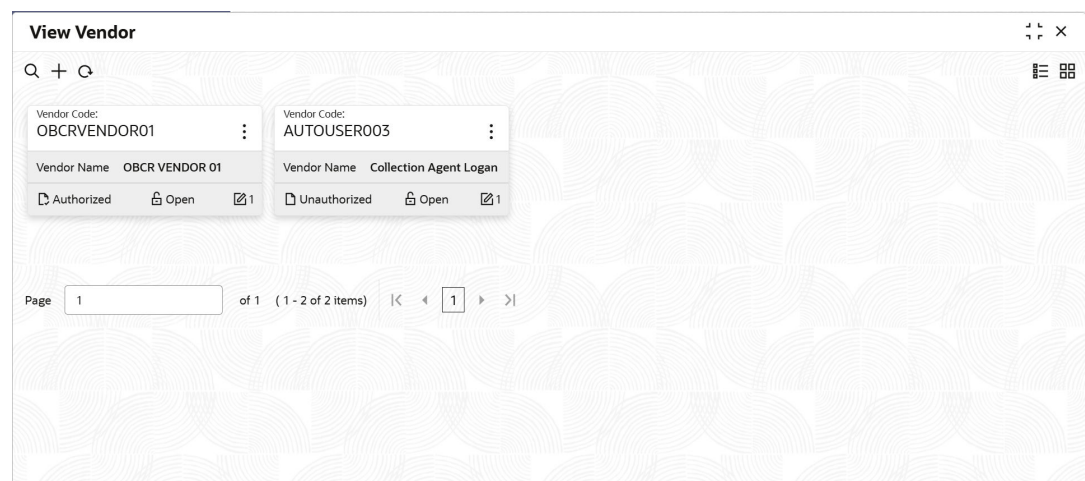 View Vendor
Vendor Code: Vendor Code:
OBCRVENDOR01 AUTOUSER003
Vendor Name OBCR VENDOR 01 Vendor Name Collection Agent Logan
Authorized Open 1 Unauthorized Open 1
Page 1 of 1 ( 1 - 2 of 2 items) 1